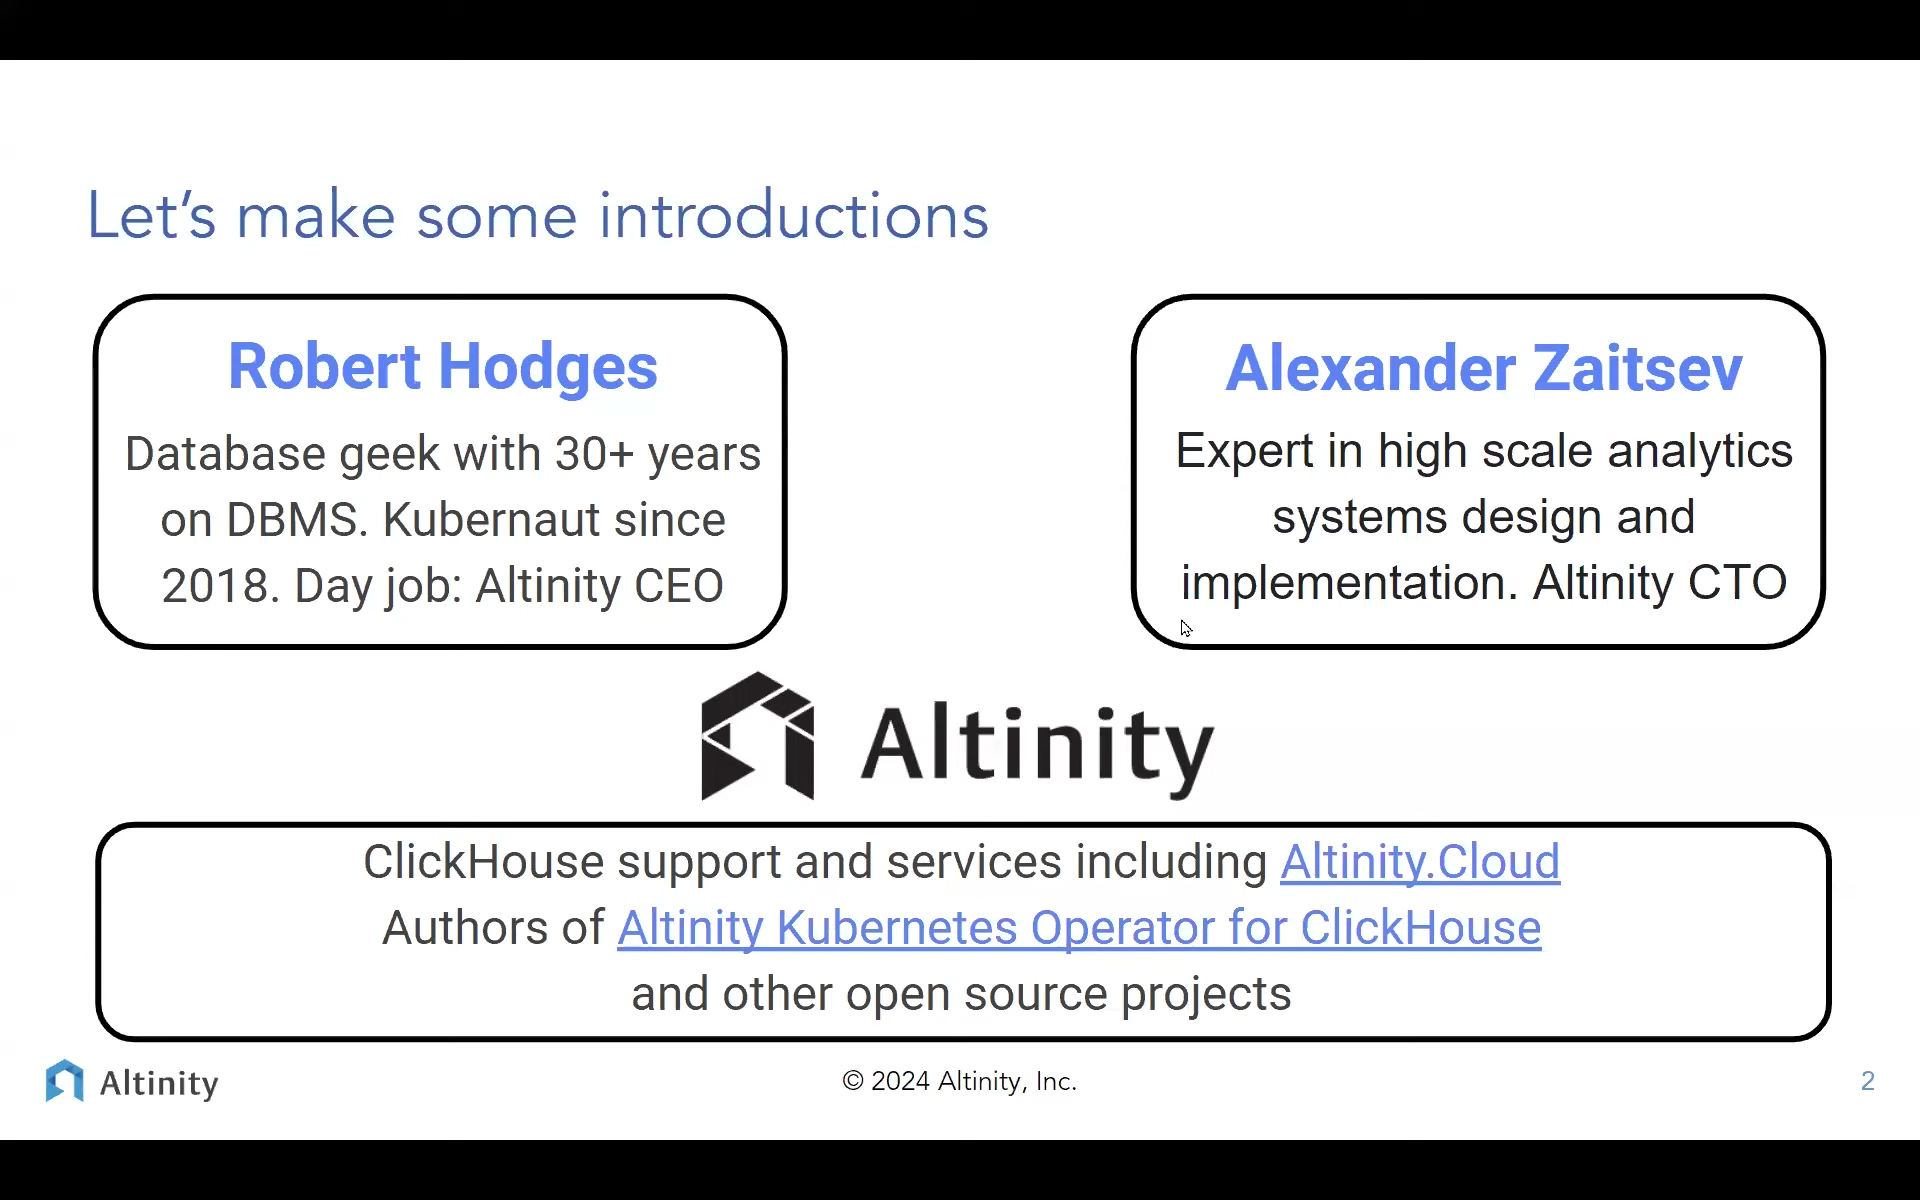 Let’s make some introductions
Robert Hodges
Database geek with 30+ years
on DBMS. Kubernaut since
2018. Day job: Altinity CEO
Alexander Zaitsev
Expert in high scale analytics
systems design and
implementation. Altinity CTO
Altinity
ClickHouse support and services including Altinity.Cloud
Authors of Altinity Kubernetes Operator for ClickHouse
and other open source projects
Altinity
© 2024 Altinity, Inc.
2